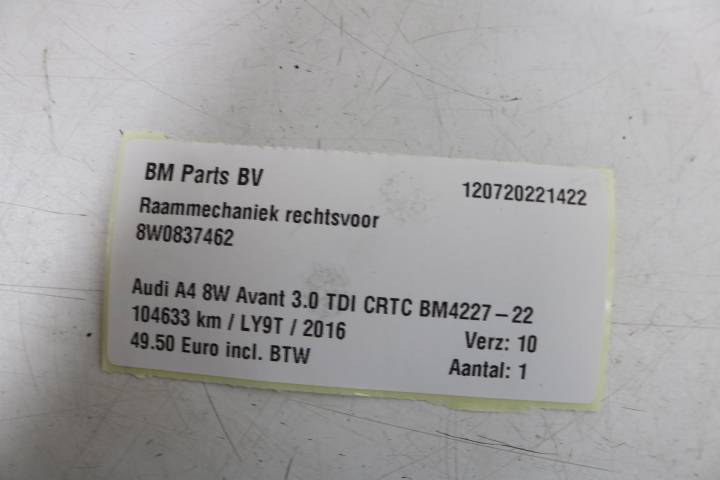 BM Parts BV
120720221422
Raammechaniek rechtsvoor
8W0837462
Audi A4 8W Avant 3.0 TDI CRTC BM4227-22
104633 km / LY9T / 2016
Verz: 10
49.50 Euro incl. BTW
Aantal: 1